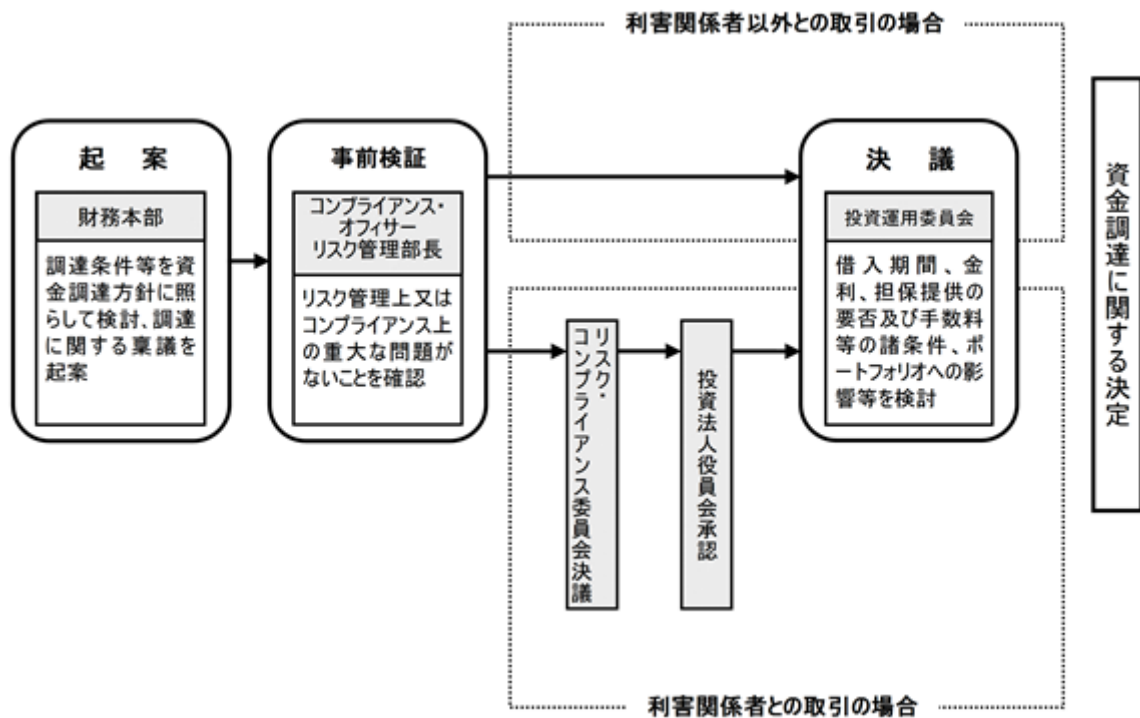 利害関係者以外との取引の場合
起　案
財務本部
調達条件等を資
金調達方針に照
らして検討、調達
に関する稟議を
起案
事前検証
コンプライアンス・
オフィサー
リスク管理部長
リスク管理上又は
コンプライアンス上
の重大な問題が
ないことを確認
リスク・
コンプライアンス委員会決議
投資法人役員会承認
決　議
投資運用委員会
借入期間、金
利、担保提供の
要否及び手数料
等の諸条件、ポ
ートフォリオへの影
響等を検討
資金調達に関する決定
利害関係者との取引の場合